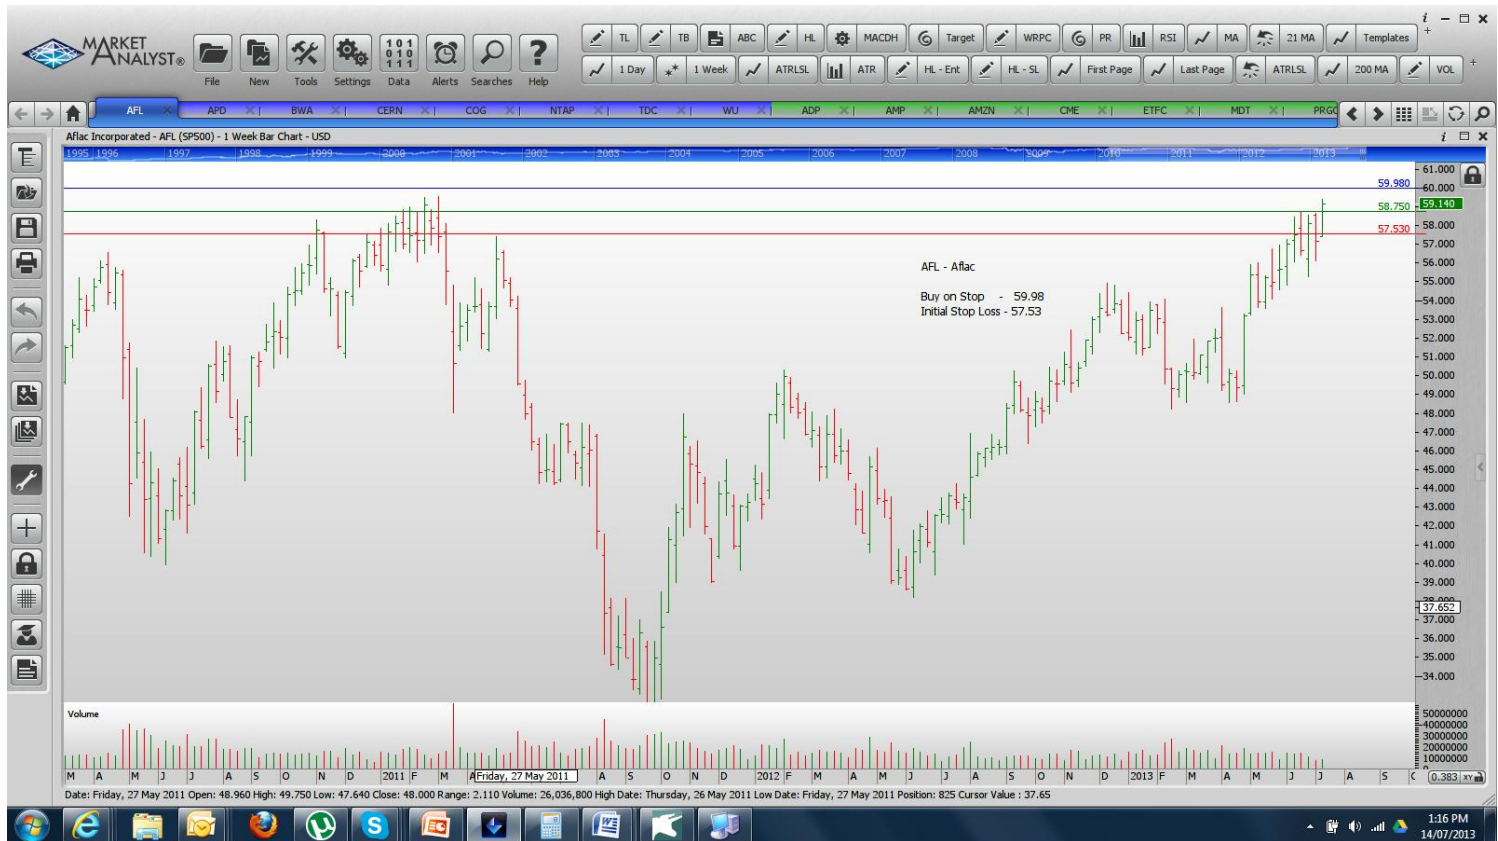 MARKET
ANALYST®
File New Tools Settings Data Alerts Searches Help
TL TB ABC HL MACDH Target WRPC PR RSI MA 21 MA Templates
1 Day 1 Week ATRLSL ATR HL - Ent HL - SL First Page Last Page ATRLSL 200 MA VOL
AFL APD BWA CERN COG NTAP TDC WU ADP AMP AMZN CME ETFC MDT PRGO
Aflac Incorporated - AFL (SP500) - 1 Week Bar Chart - USD
1995 1996 1997 1998 1999 2000 2001 2002 2003 2004 2005 2006 2007 2008 2009 2010 2011 2012 2013
61.000
59.980
60.000
58.750
59.140
58.000
57.530
57.000
AFL - Aflac
56.000
55.000
Buy on Stop - 59.98
54.000
Initial Stop Loss - 57.53
53.000
52.000
51.000
50.000
49.000
48.000
47.000
46.000
45.000
44.000
43.000
42.000
41.000
40.000
39.000
37.652
37.000
36.000
35.000
34.000
Volume
50000000
40000000
30000000
20000000
10000000
M A M J J A S O N D 2011 F M A Friday, 27 May 2011 A S O N D 2012 F M A M J J A S O N D 2013 F M A M J J A S
0.383 XY
Date: Friday, 27 May 2011 Open: 48.960 High: 49.750 Low: 47.640 Close: 48.000 Range: 2.110 Volume: 26,036,800 High Date: Thursday, 26 May 2011 Low Date: Friday, 27 May 2011 Position: 825 Cursor Value : 37.65
1:16 PM
14/07/2013